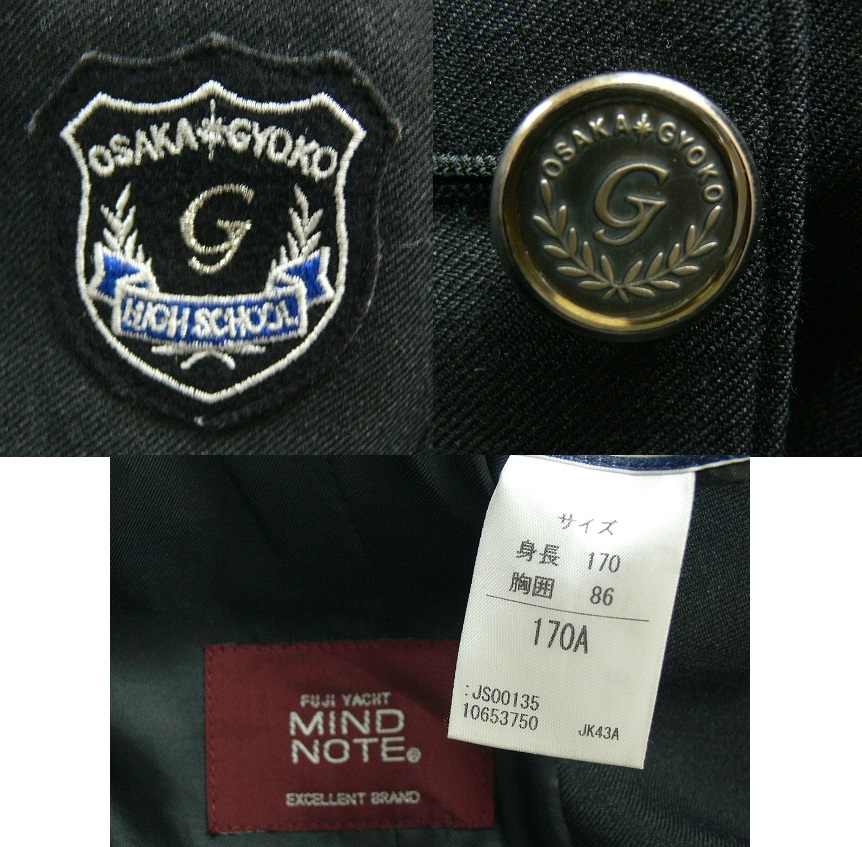 OSAKA GYOKO
G
HIGH SCHOOL
OSAKA GYOKO
G
サイズ
身長 170
胸囲 86
170A
:JS00135
10653750 JK43A
FUJI YACHT
MIND
NOTE®
EXCELLENT BRAND